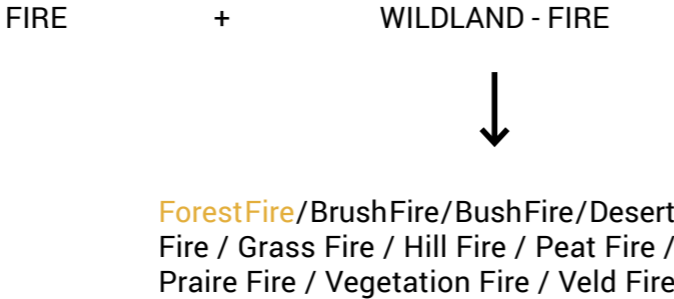 FIRE + WILDLAND - FIRE
ForestFire/BrushFire/BushFire/Desert
Fire / Grass Fire / Hill Fire / Peat Fire /
Praire Fire / Vegetation Fire / Veld Fire